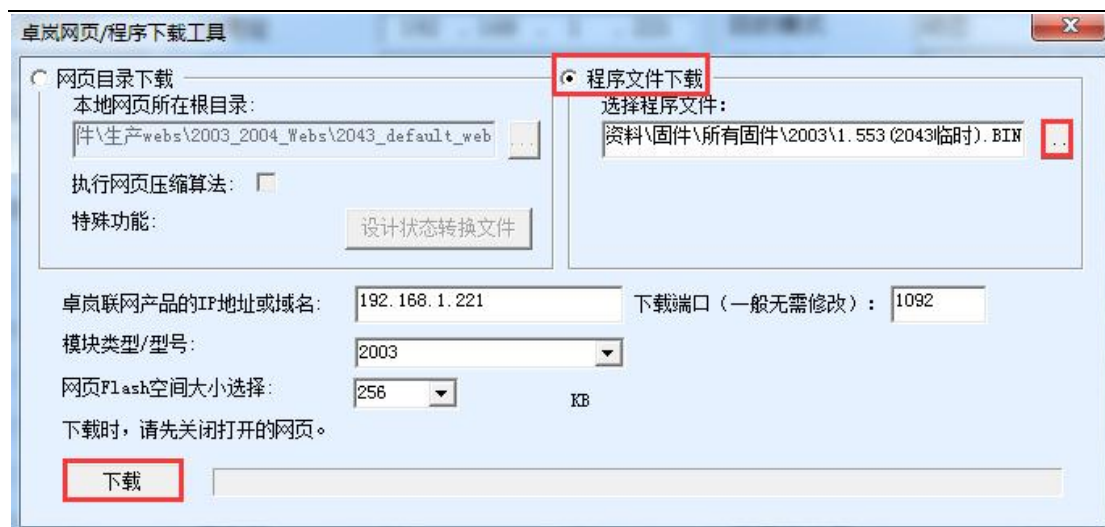 卓岚网页/程序下载工具
网页目录下载
本地网页所在根目录:
件\生产webs\2003_2004_Webs\2043_default_web
...
执行网页压缩算法:
特殊功能:
设计状态转换文件
程序文件下载
选择程序文件:
资料\固件\所有固件\2003\1.553(2043临时).BIN
..
卓岚联网产品的IP地址或域名:
192.168.1.221
下载端口（一般无需修改）:
1092
模块类型/型号:
2003
网页Flash空间大小选择:
256
KB
下载时，请先关闭打开的网页。
下载